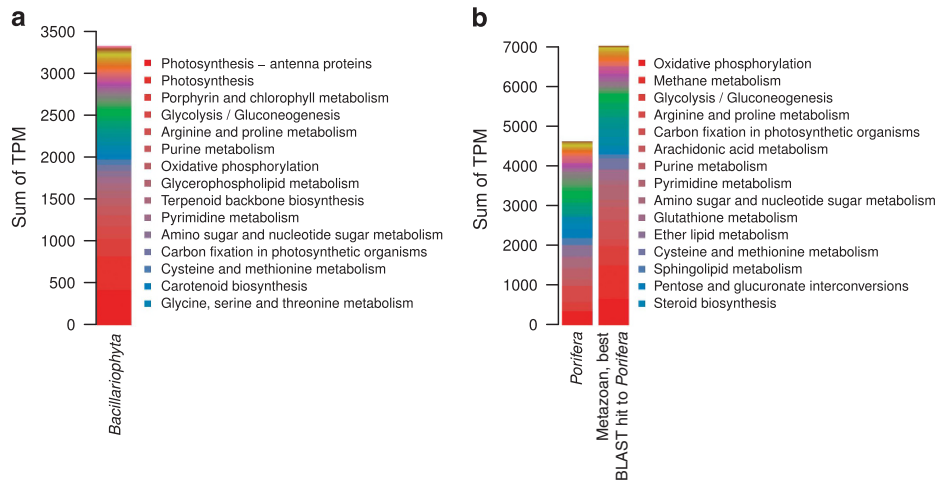 a
3500
3000
2500
2000
1500
1000
500
0
Sum of TPM
Bacillariophyta
Photosynthesis – antenna proteins
Photosynthesis
Porphyrin and chlorophyll metabolism
Glycolysis / Gluconeogenesis
Arginine and proline metabolism
Purine metabolism
Oxidative phosphorylation
Glycerophospholipid metabolism
Terpenoid backbone biosynthesis
Pyrimidine metabolism
Amino sugar and nucleotide sugar metabolism
Carbon fixation in photosynthetic organisms
Cysteine and methionine metabolism
Carotenoid biosynthesis
Glycine, serine and threonine metabolism
b
7000
6000
5000
4000
3000
2000
1000
0
Sum of TPM
Porifera
Metazoan, best
BLAST hit to Porifera
Oxidative phosphorylation
Methane metabolism
Glycolysis / Gluconeogenesis
Arginine and proline metabolism
Carbon fixation in photosynthetic organisms
Arachidonic acid metabolism
Purine metabolism
Pyrimidine metabolism
Amino sugar and nucleotide sugar metabolism
Glutathione metabolism
Ether lipid metabolism
Cysteine and methionine metabolism
Sphingolipid metabolism
Pentose and glucuronate interconversions
Steroid biosynthesis